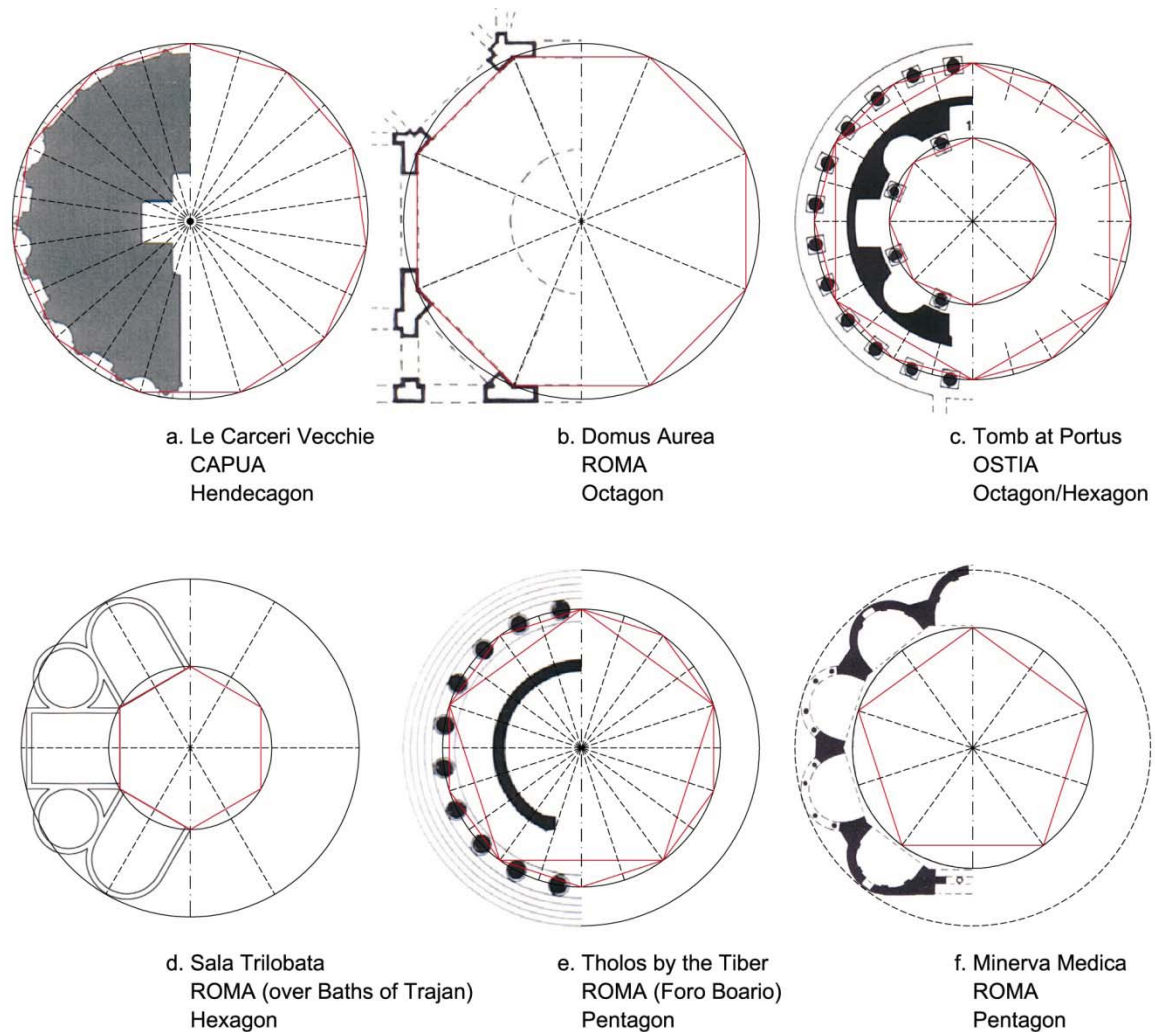 1
a. Le Carceri Vecchie
CAPUA
Hendecagon
b. Domus Aurea
ROMA
Octagon
c. Tomb at Portus
OSTIA
Octagon/Hexagon
d. Sala Trilobata
ROMA (over Baths of Trajan)
Hexagon
e. Tholos by the Tiber
ROMA (Foro Boario)
Pentagon
f. Minerva Medica
ROMA
Pentagon